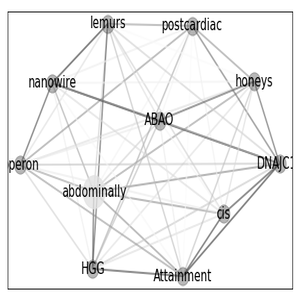 lemurs
postcardiac
nanowire
honeys
ABAO
peron
DNAJC1
abdominally
cis
HGG
Attainment